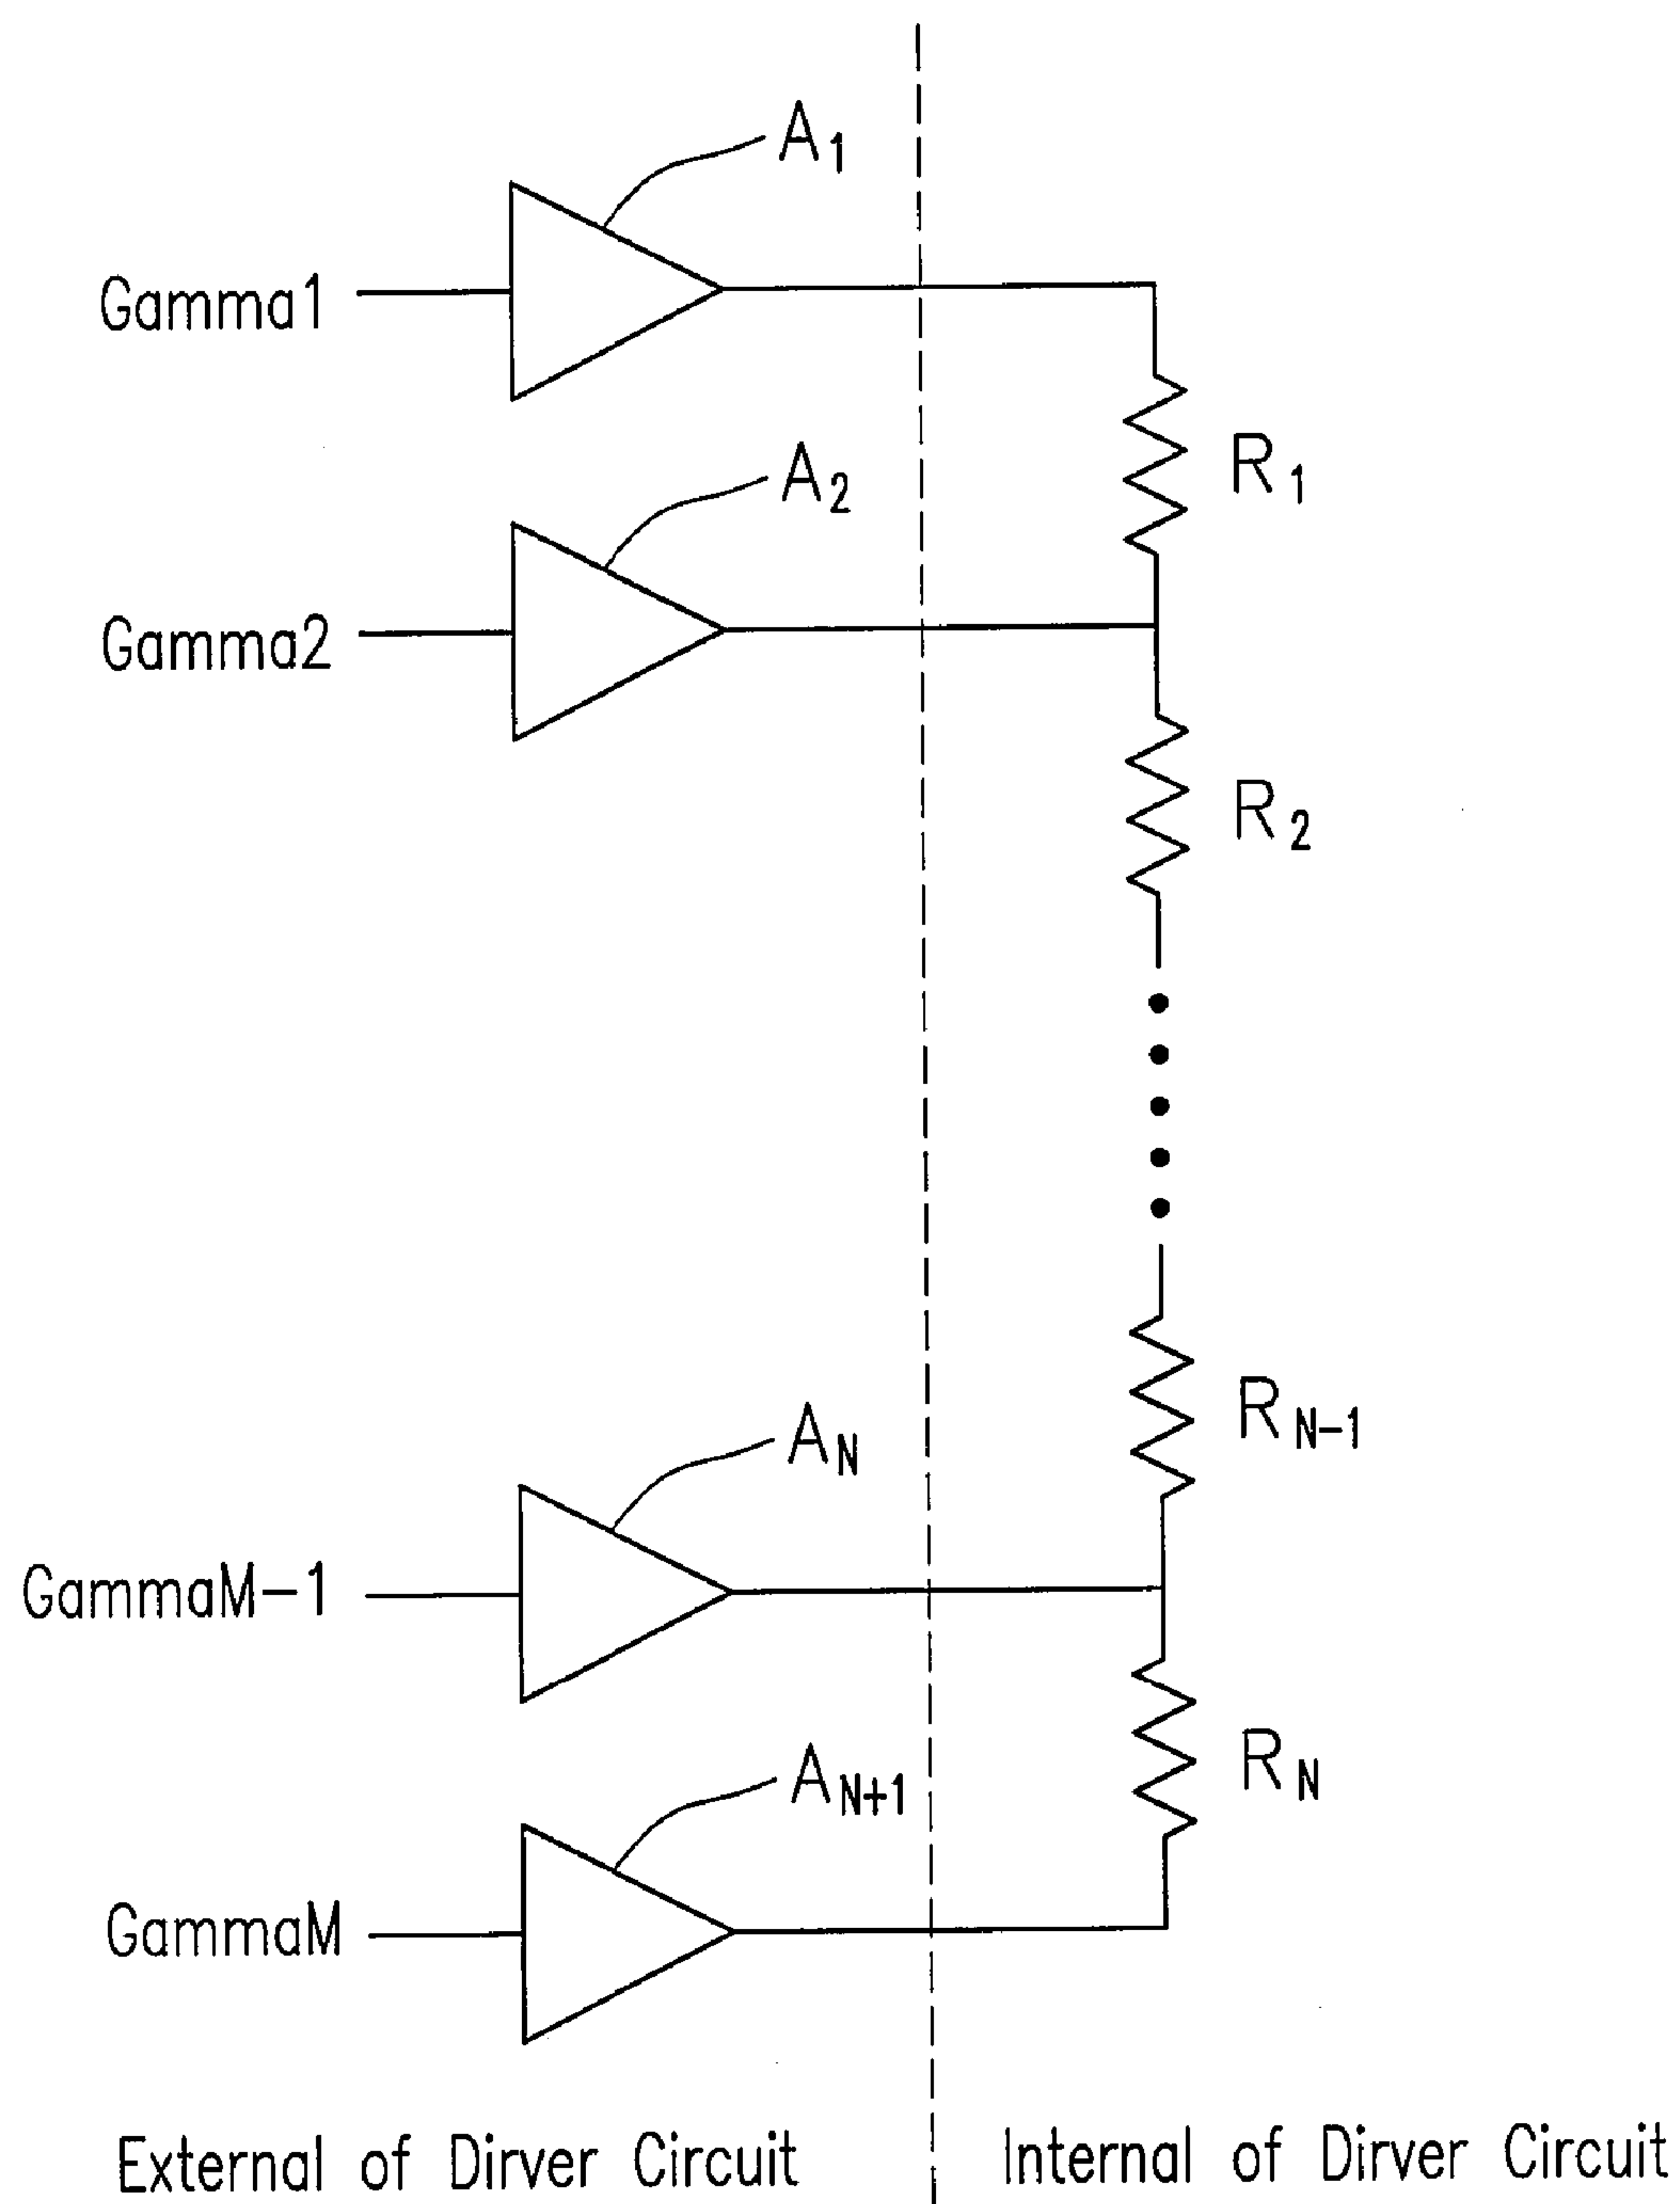 A1
Gamma1
R1
A2
Gamma2
R2
RN-1
AN
GammaM-1
RN
AN+1
GammaM
External of Dirver Circuit
Internal of Dirver Circuit